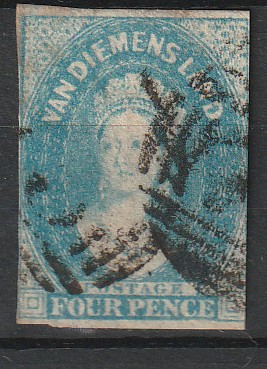 VAN DIEMENS LAND
POSTAGE
FOUR PENCE